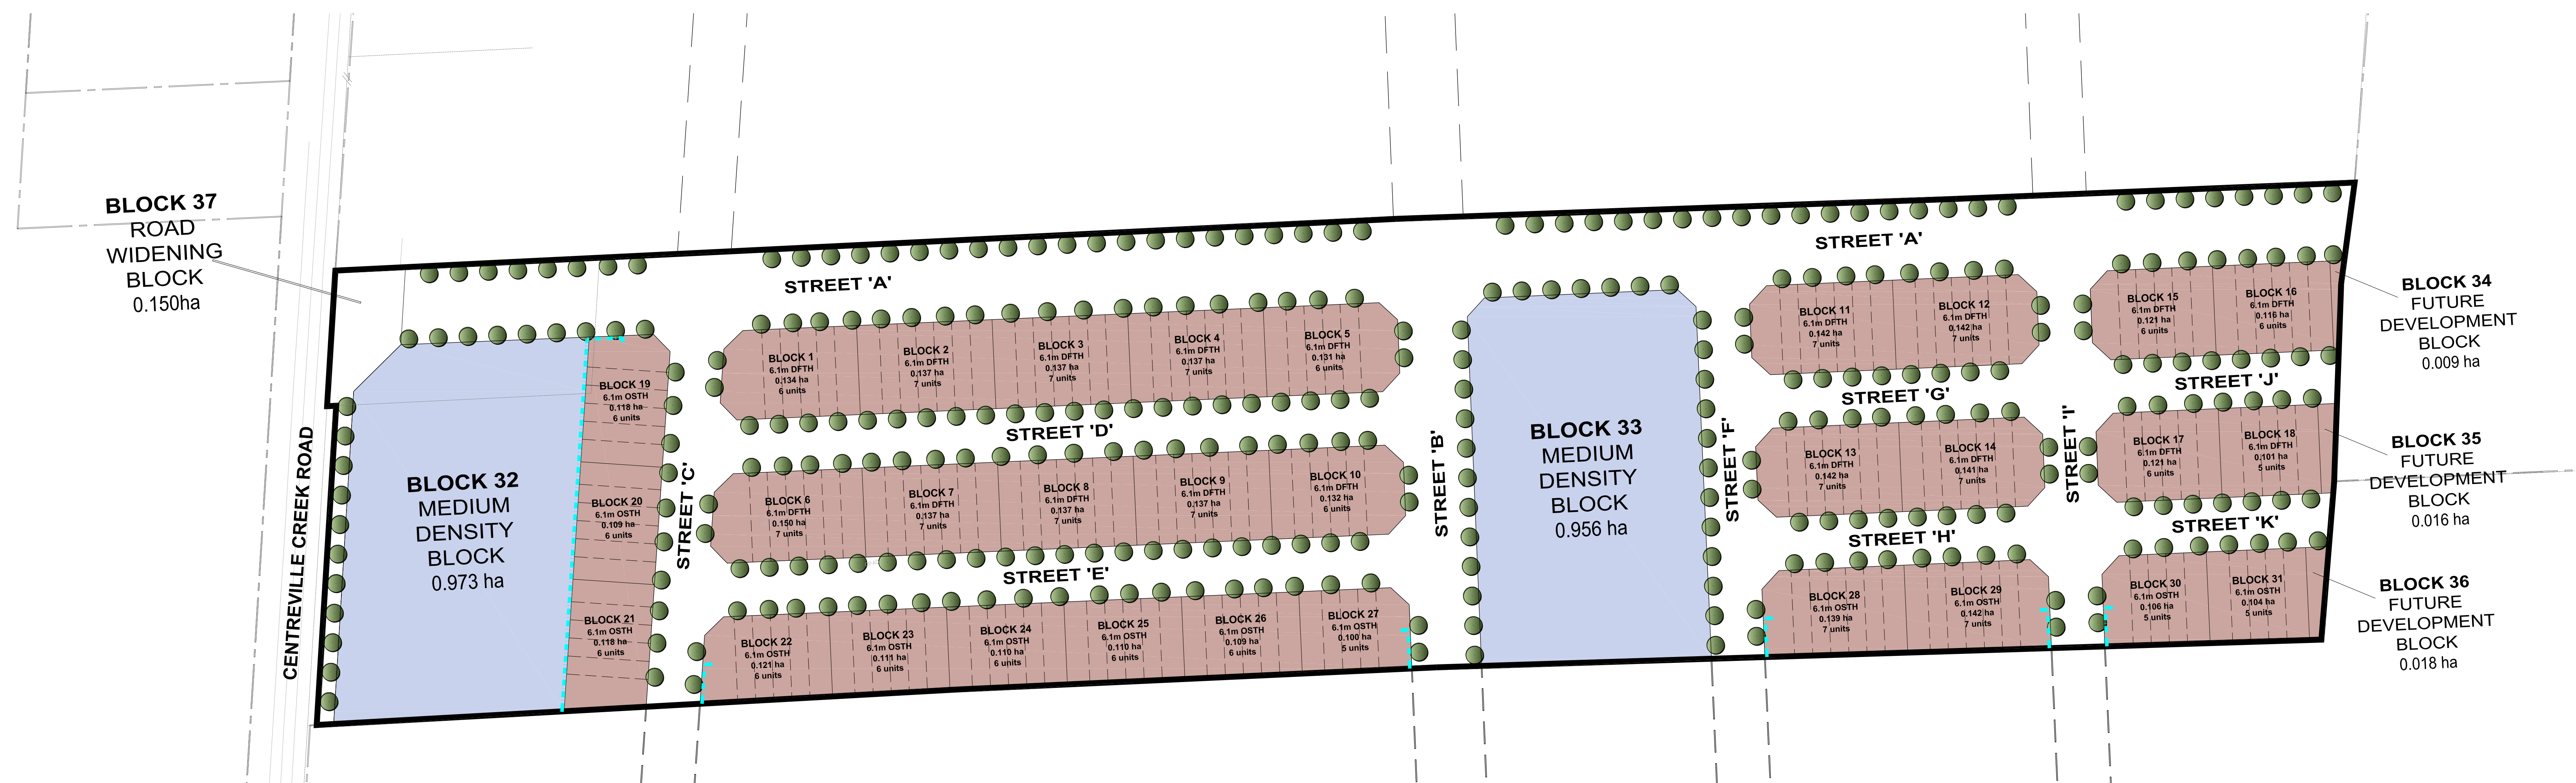 BLOCK 37
ROAD
WIDENING
BLOCK
0.150ha
CENTREVILLE CREEK ROAD
BLOCK 32
MEDIUM
DENSITY
BLOCK
0.973 ha
BLOCK 19
6.1m OSTH
0.118 ha
6 units
BLOCK 20
6.1m OSTH
0.109 ha
6 units
BLOCK 21
6.1m OSTH
0.118 ha
6 units
STREET 'C'
STREET 'A'
BLOCK 1
6.1m DFTH
0.134 ha
6 units
BLOCK 2
6.1m DFTH
0.137 ha
7 units
BLOCK 3
6.1m DFTH
0.137 ha
7 units
BLOCK 4
6.1m DFTH
0.137 ha
7 units
BLOCK 5
6.1m DFTH
0.131 ha
6 units
STREET 'D'
BLOCK 6
6.1m DFTH
0.150 ha
7 units
BLOCK 7
6.1m DFTH
0.137 ha
7 units
BLOCK 8
6.1m DFTH
0.137 ha
7 units
BLOCK 9
6.1m DFTH
0.137 ha
7 units
BLOCK 10
6.1m DFTH
0.132 ha
6 units
STREET 'E'
BLOCK 22
6.1m OSTH
0.121 ha
6 units
BLOCK 23
6.1m OSTH
0.111 ha
6 units
BLOCK 24
6.1m OSTH
0.110 ha
6 units
BLOCK 25
6.1m OSTH
0.110 ha
6 units
BLOCK 26
6.1m OSTH
0.109 ha
6 units
BLOCK 27
6.1m OSTH
0.100 ha
5 units
STREET 'B'
BLOCK 33
MEDIUM
DENSITY
BLOCK
0.956 ha
STREET 'F'
STREET 'A'
BLOCK 11
6.1m DFTH
0.142 ha
7 units
BLOCK 12
6.1m DFTH
0.142 ha
7 units
STREET 'G'
BLOCK 13
6.1m DFTH
0.142 ha
7 units
BLOCK 14
6.1m DFTH
0.141 ha
7 units
STREET 'H'
BLOCK 28
6.1m OSTH
0.139 ha
7 units
BLOCK 29
6.1m OSTH
0.142 ha
7 units
STREET 'I'
BLOCK 15
6.1m DFTH
0.121 ha
6 units
BLOCK 16
6.1m DFTH
0.116 ha
6 units
STREET 'J'
BLOCK 17
6.1m DFTH
0.121 ha
6 units
BLOCK 18
6.1m DFTH
0.101 ha
5 units
STREET 'K'
BLOCK 30
6.1m OSTH
0.106 ha
5 units
BLOCK 31
6.1m OSTH
0.104 ha
5 units
BLOCK 34
FUTURE
DEVELOPMENT
BLOCK
0.009 ha
BLOCK 35
FUTURE
DEVELOPMENT
BLOCK
0.016 ha
BLOCK 36
FUTURE
DEVELOPMENT
BLOCK
0.018 ha